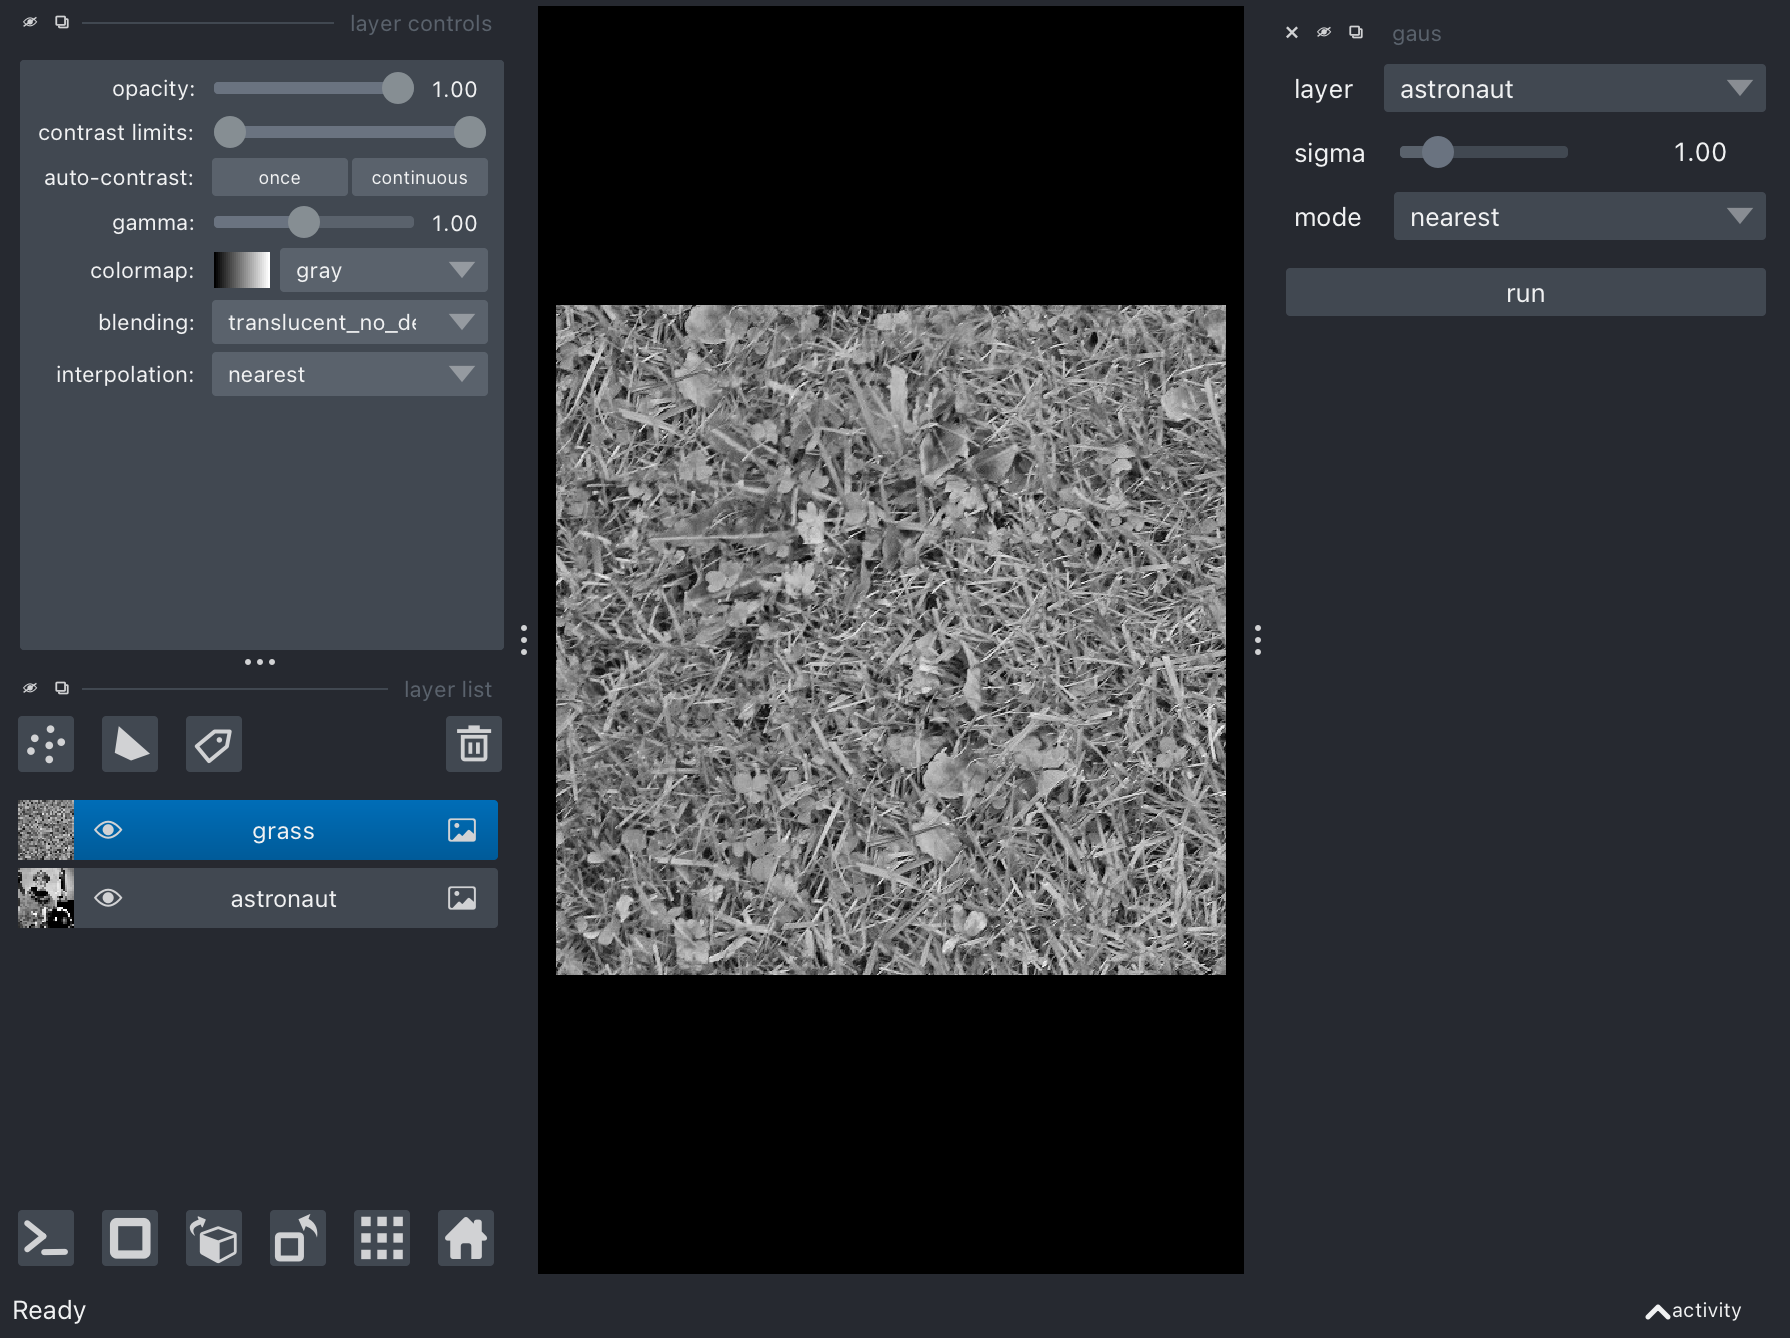 layer controls
opacity: 1.00
contrast limits:
auto-contrast: once continuous
gamma: 1.00
colormap: gray
blending: translucent_no_de
interpolation: nearest
layer list
grass
astronaut
Ready
gaus
layer astronaut
sigma 1.00
mode nearest
run
activity